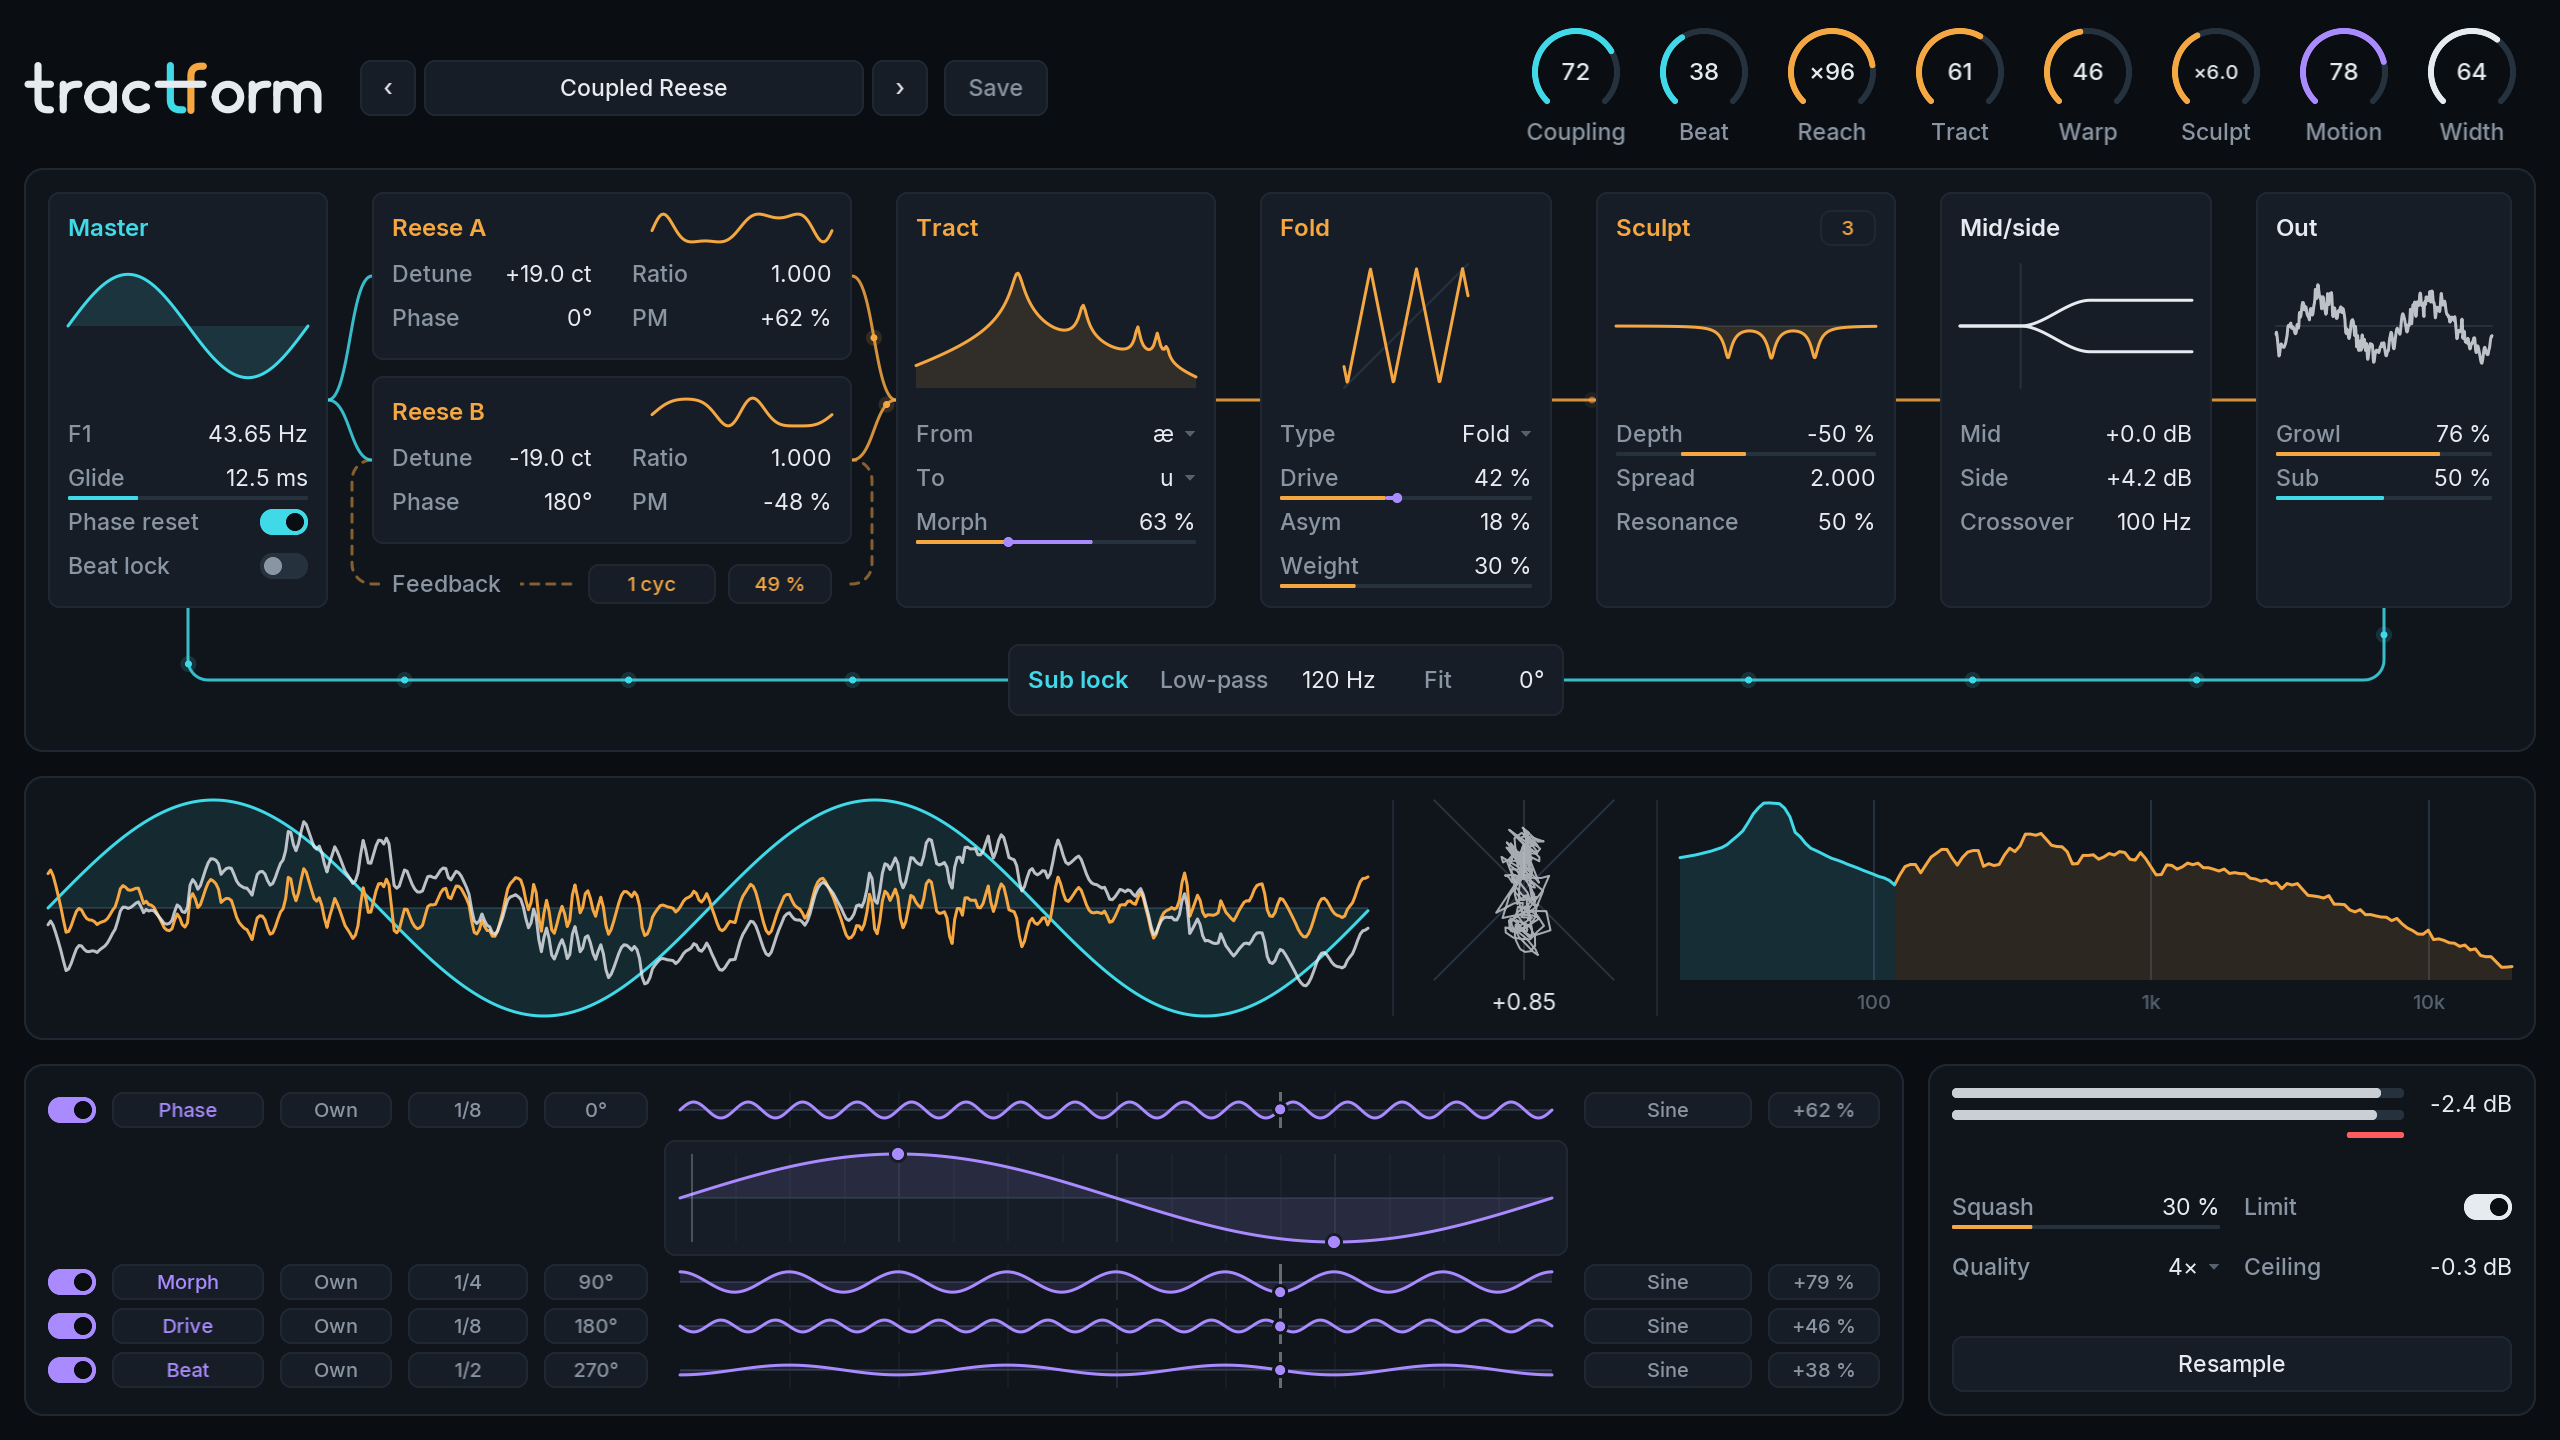 tractform
‹
Coupled Reese
›
Save
72
38
×96
61
46
×6.0
78
64
Coupling
Beat
Reach
Tract
Warp
Sculpt
Motion
Width
Master
F1 43.65 Hz
Glide 12.5 ms
Phase reset
Beat lock
Reese A
Detune +19.0 ct Ratio 1.000
Phase 0° PM +62 %
Reese B
Detune -19.0 ct Ratio 1.000
Phase 180° PM -48 %
Feedback 1 cyc 49 %
Tract
From æ
To u
Morph 63 %
Fold
Type Fold
Drive 42 %
Asym 18 %
Weight 30 %
Sculpt 3
Depth -50 %
Spread 2.000
Resonance 50 %
Mid/side
Mid +0.0 dB
Side +4.2 dB
Crossover 100 Hz
Out
Growl 76 %
Sub 50 %
Sub lock Low-pass 120 Hz Fit 0°
+0.85
100 1k 10k
Phase Own 1/8 0° Sine +62 %
Morph Own 1/4 90° Sine +79 %
Drive Own 1/8 180° Sine +46 %
Beat Own 1/2 270° Sine +38 %
-2.4 dB
Squash 30 % Limit
Quality 4× Ceiling -0.3 dB
Resample